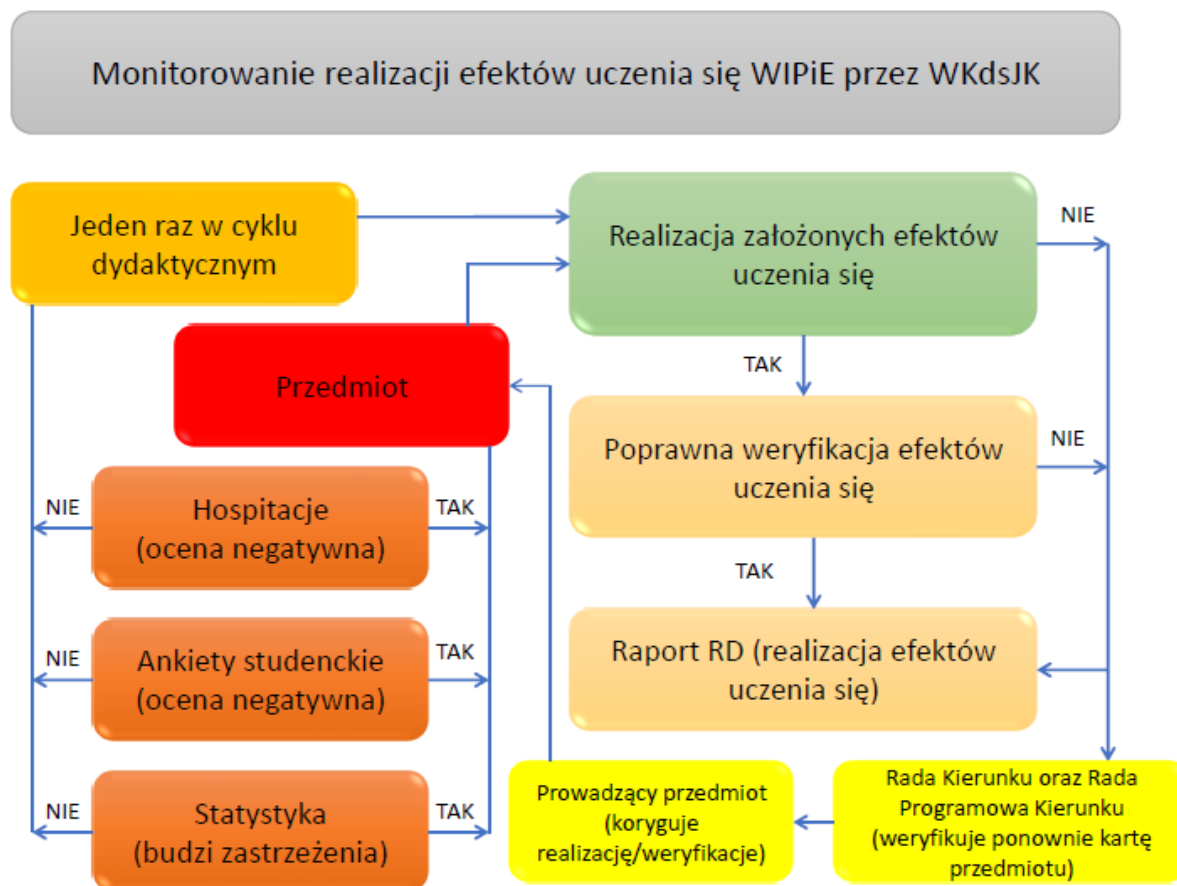 Monitorowanie realizacji efektów uczenia się WIPiE przez WKdsJK
Jeden raz w cyklu
dydaktycznym
Realizacja założonych efektów
uczenia się
NIE
Przedmiot
TAK
Poprawna weryfikacja efektów
uczenia się
NIE
NIE
Hospitacje
(ocena negatywna)
TAK
TAK
NIE
Ankiety studenckie
(ocena negatywna)
TAK
Raport RD (realizacja efektów
uczenia się)
NIE
Statystyka
(budzi zastrzeżenia)
TAK
Prowadzący przedmiot
(koryguje
realizację/weryfikacje)
Rada Kierunku oraz Rada
Programowa Kierunku
(weryfikuje ponownie kartę
przedmiotu)